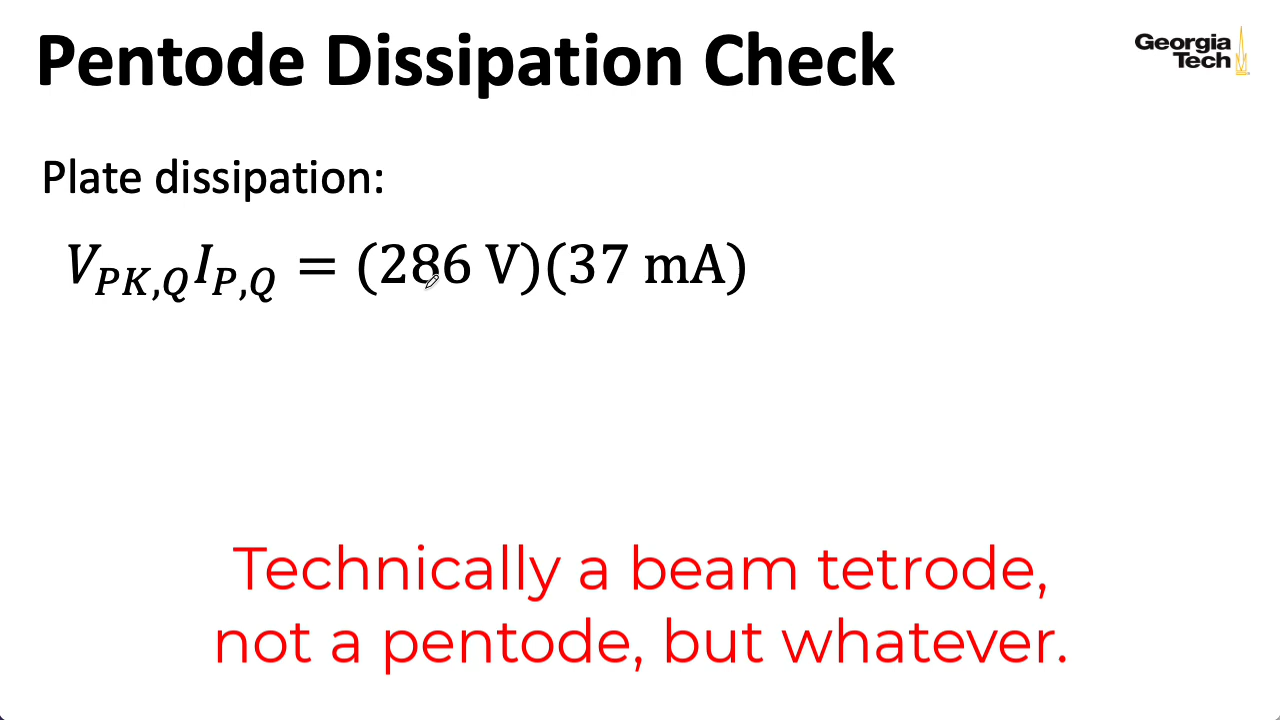 Pentode Dissipation Check
Georgia
Tech
Plate dissipation:
V_{PK,Q}I_{P,Q} = (286 V)(37 mA)
Technically a beam tetrode,
not a pentode, but whatever.